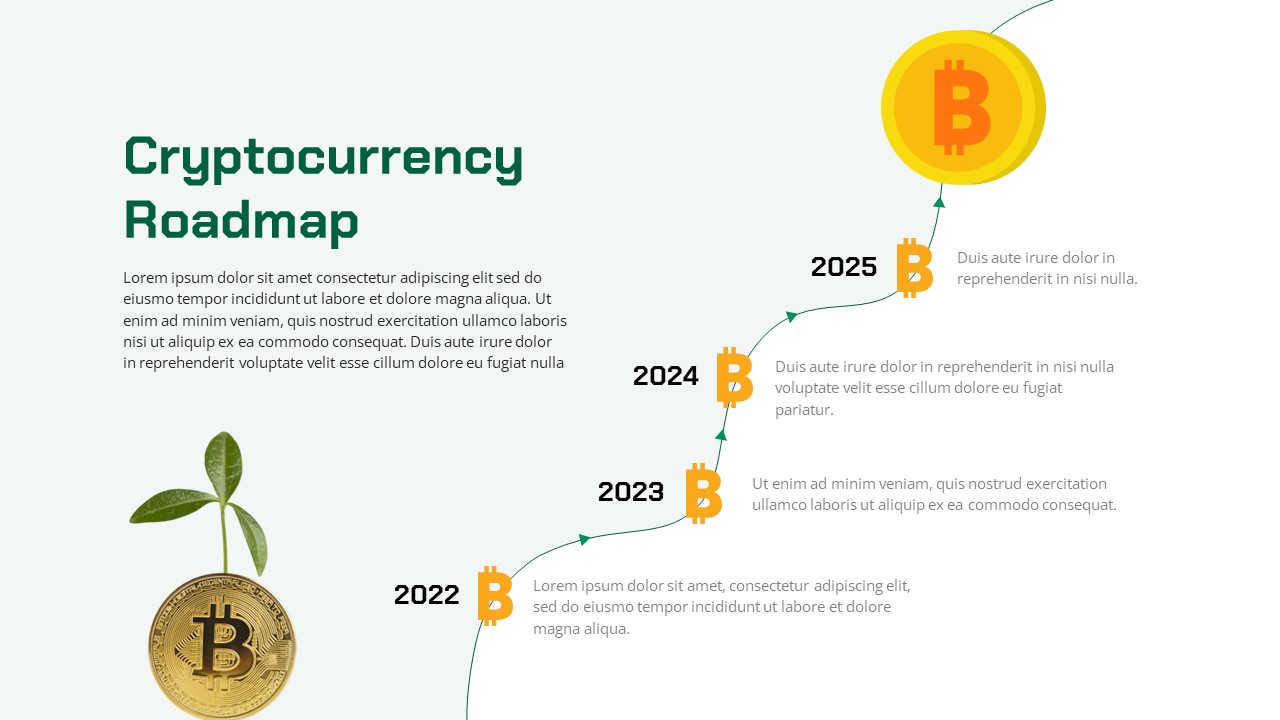 Cryptocurrency
Roadmap
Lorem ipsum dolor sit amet consectetur adipiscing elit sed do
eiusmo tempor incididunt ut labore et dolore magna aliqua. Ut
enim ad minim veniam, quis nostrud exercitation ullamco laboris
nisi ut aliquip ex ea commodo consequat. Duis aute irure dolor
in reprehenderit voluptate velit esse cillum dolore eu fugiat nulla
2025
Duis aute irure dolor in
reprehenderit in nisi nulla.
2024
Duis aute irure dolor in reprehenderit in nisi nulla
voluptate velit esse cillum dolore eu fugiat
pariatur.
2023
Ut enim ad minim veniam, quis nostrud exercitation
ullamco laboris ut aliquip ex ea commodo consequat.
2022
Lorem ipsum dolor sit amet, consectetur adipiscing elit,
sed do eiusmo tempor incididunt ut labore et dolore
magna aliqua.